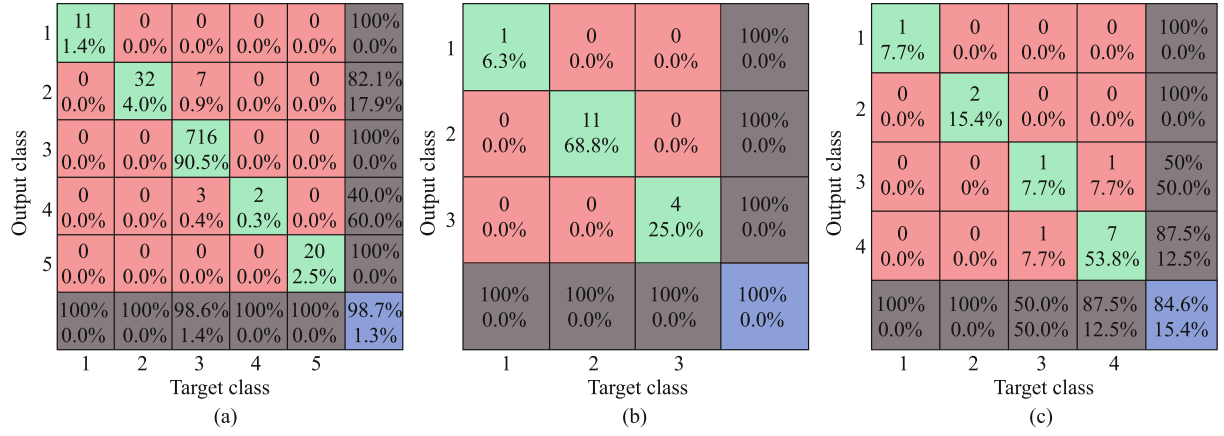 Output class
1
11 0 0 0 0 100%
1.4% 0.0% 0.0% 0.0% 0.0% 0.0%
2
0 32 7 0 0 82.1%
0.0% 4.0% 0.9% 0.0% 0.0% 17.9%
3
0 0 716 0 0 100%
0.0% 0.0% 90.5% 0.0% 0.0% 0.0%
4
0 0 3 2 0 40.0%
0.0% 0.0% 0.4% 0.3% 0.0% 60.0%
5
0 0 0 0 20 100%
0.0% 0.0% 0.0% 0.0% 2.5% 0.0%
100% 100% 98.6% 100% 100% 98.7%
0.0% 0.0% 1.4% 0.0% 0.0% 1.3%
1 2 3 4 5
Target class
(a)
Output class
1
1 0 0 100%
6.3% 0.0% 0.0% 0.0%
2
0 11 0 100%
0.0% 68.8% 0.0% 0.0%
3
0 0 4 100%
0.0% 0.0% 25.0% 0.0%
100% 100% 100% 100%
0.0% 0.0% 0.0% 0.0%
1 2 3
Target class
(b)
Output class
1
1 0 0 0 100%
7.7% 0.0% 0.0% 0.0% 0.0%
2
0 2 0 0 100%
0.0% 15.4% 0.0% 0.0% 0.0%
3
0 0 1 1 50%
0.0% 0% 7.7% 7.7% 50.0%
4
0 0 1 7 87.5%
0.0% 0.0% 7.7% 53.8% 12.5%
100% 100% 50.0% 87.5% 84.6%
0.0% 0.0% 50.0% 12.5% 15.4%
1 2 3 4
Target class
(c)